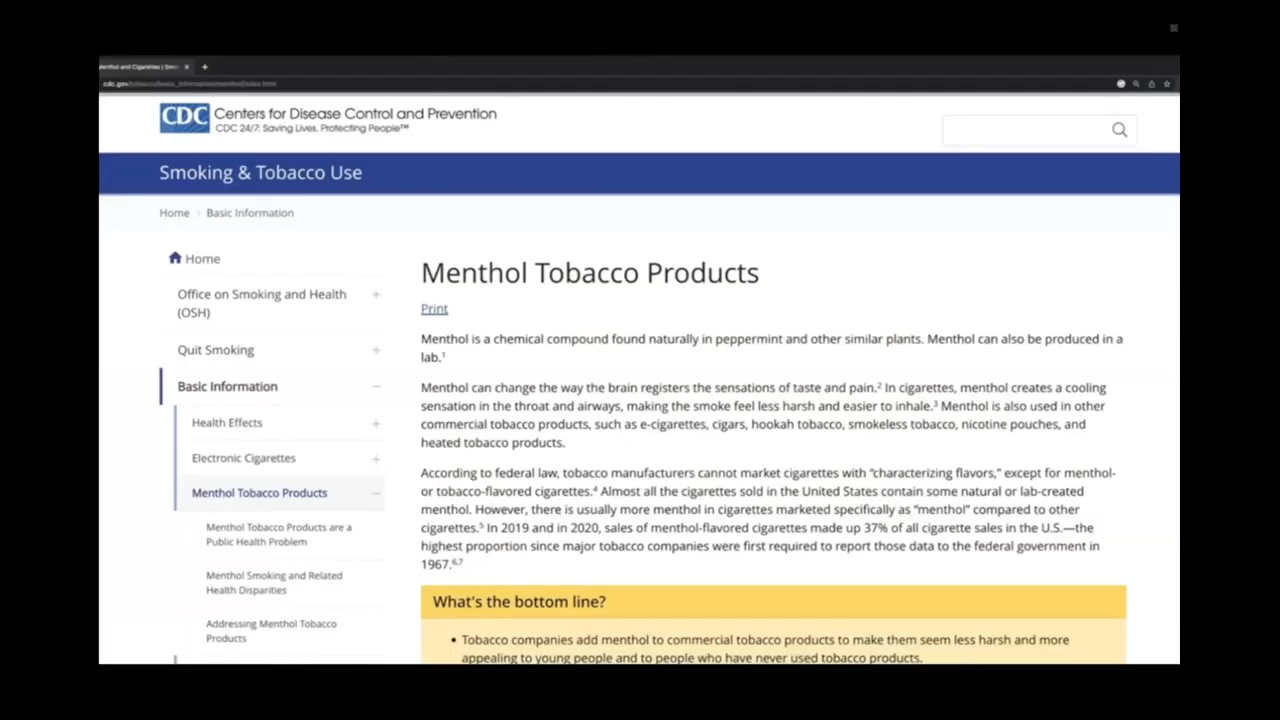 Menthol and Cigarettes | Smo
cdc.gov/tobacco/basic_information/menthol/index.html
CDC Centers for Disease Control and Prevention
CDC 24/7: Saving Lives, Protecting People™
Smoking & Tobacco Use
Home > Basic Information
Home
Office on Smoking and Health
(OSH)
Quit Smoking
Basic Information
Health Effects
Electronic Cigarettes
Menthol Tobacco Products
Menthol Tobacco Products are a
Public Health Problem
Menthol Smoking and Related
Health Disparities
Addressing Menthol Tobacco
Products
Menthol Tobacco Products
Print
Menthol is a chemical compound found naturally in peppermint and other similar plants. Menthol can also be produced in a
lab.¹
Menthol can change the way the brain registers the sensations of taste and pain.² In cigarettes, menthol creates a cooling
sensation in the throat and airways, making the smoke feel less harsh and easier to inhale.³ Menthol is also used in other
commercial tobacco products, such as e-cigarettes, cigars, hookah tobacco, smokeless tobacco, nicotine pouches, and
heated tobacco products.
According to federal law, tobacco manufacturers cannot market cigarettes with “characterizing flavors,” except for menthol-
or tobacco-flavored cigarettes.⁴ Almost all the cigarettes sold in the United States contain some natural or lab-created
menthol. However, there is usually more menthol in cigarettes marketed specifically as “menthol” compared to other
cigarettes.⁵ In 2019 and in 2020, sales of menthol-flavored cigarettes made up 37% of all cigarette sales in the U.S.—the
highest proportion since major tobacco companies were first required to report those data to the federal government in
1967.⁶,⁷
What's the bottom line?
• Tobacco companies add menthol to commercial tobacco products to make them seem less harsh and more
appealing to young people and to people who have never used tobacco products.